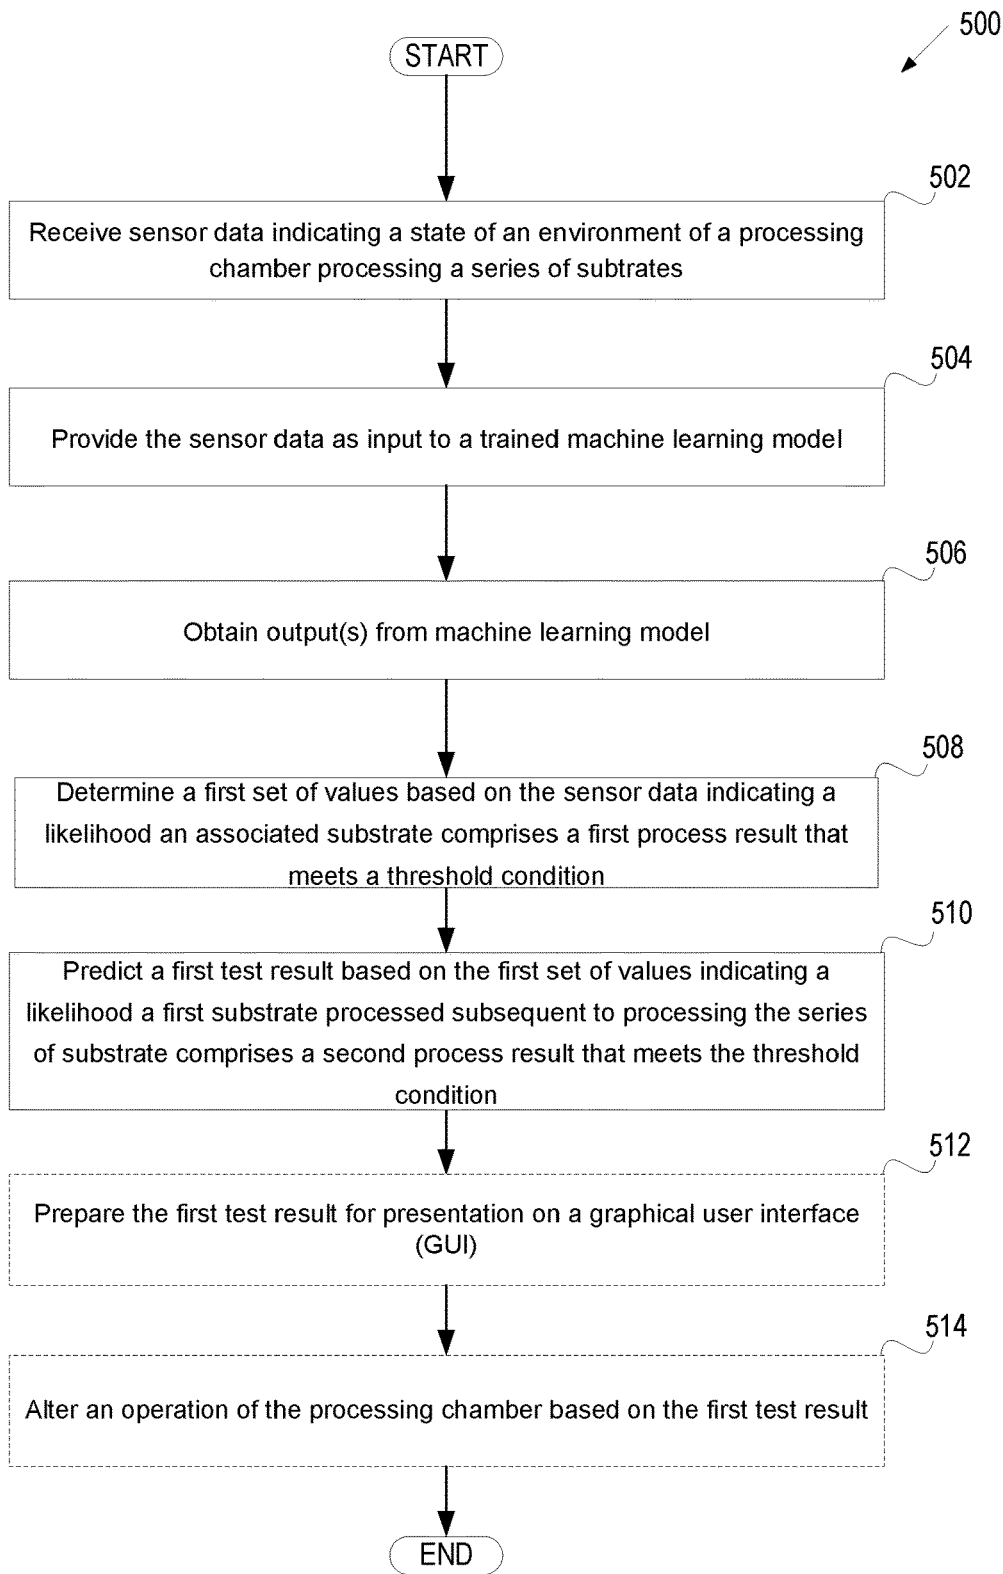 500
START
502
Receive sensor data indicating a state of an environment of a processing
chamber processing a series of subtrates
504
Provide the sensor data as input to a trained machine learning model
506
Obtain output(s) from machine learning model
508
Determine a first set of values based on the sensor data indicating a
likelihood an associated substrate comprises a first process result that
meets a threshold condition
510
Predict a first test result based on the first set of values indicating a
likelihood a first substrate processed subsequent to processing the series
of substrate comprises a second process result that meets the threshold
condition
512
Prepare the first test result for presentation on a graphical user interface
(GUI)
514
Alter an operation of the processing chamber based on the first test result
END